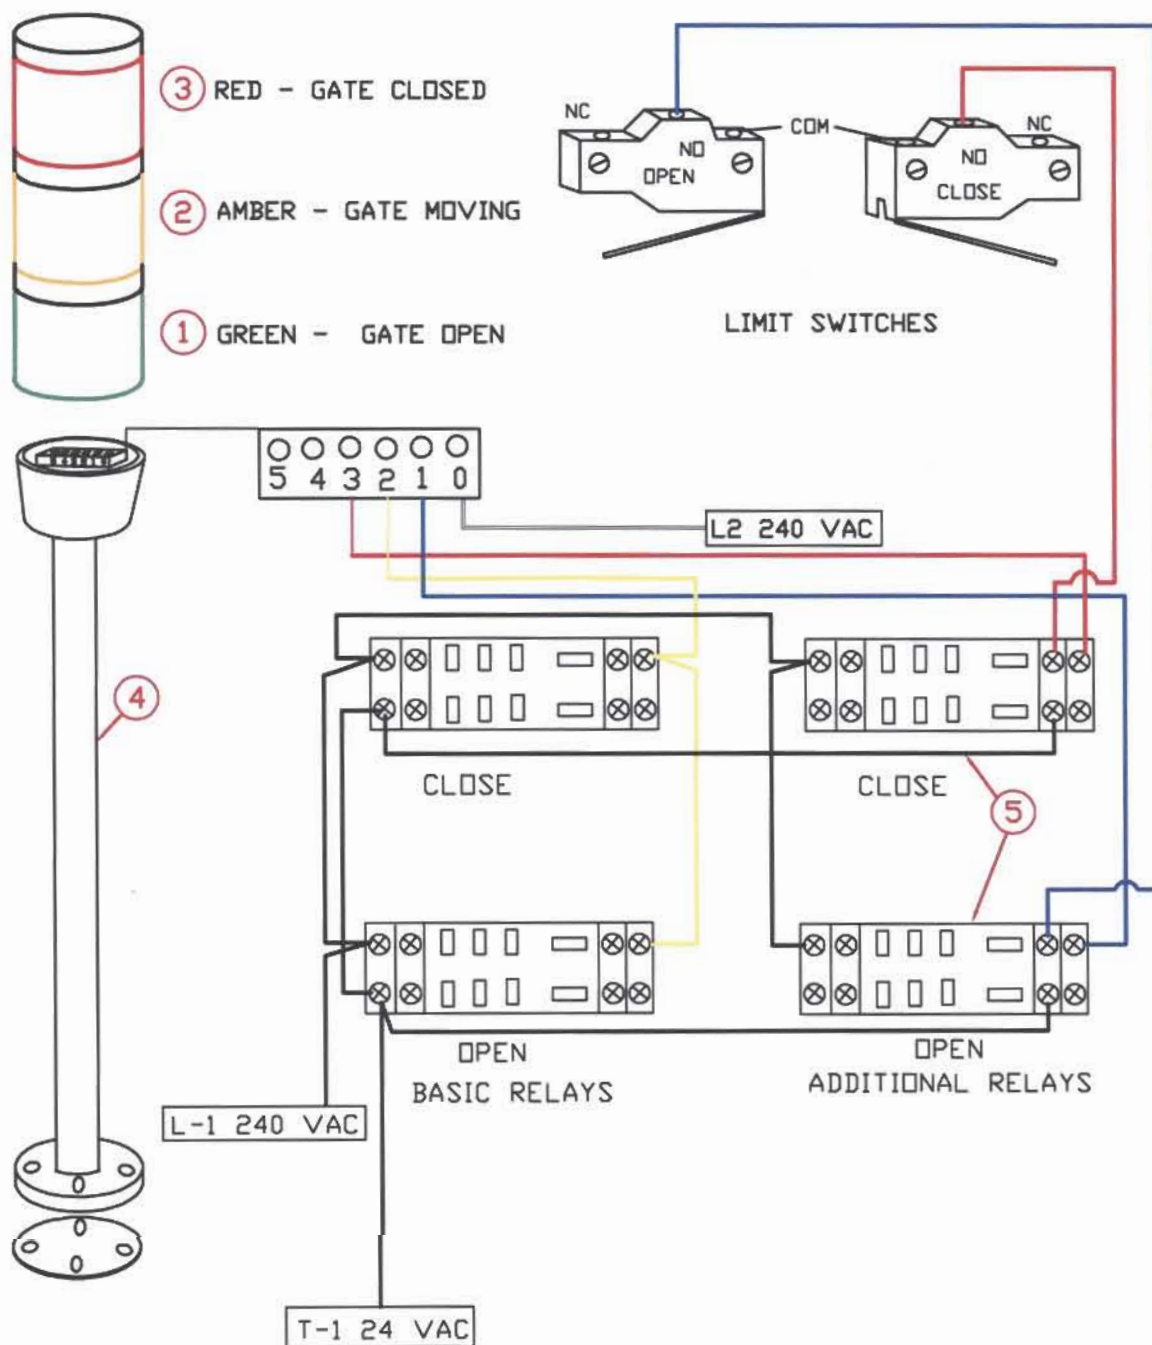 3 RED - GATE CLOSED
2 AMBER - GATE MOVING
1 GREEN - GATE OPEN
NC
NO
OPEN
COM
NC
NO
CLOSE
LIMIT SWITCHES
5 4 3 2 1 0
L2 240 VAC
4
CLOSE
CLOSE
5
OPEN
BASIC RELAYS
OPEN
ADDITIONAL RELAYS
L-1 240 VAC
T-1 24 VAC